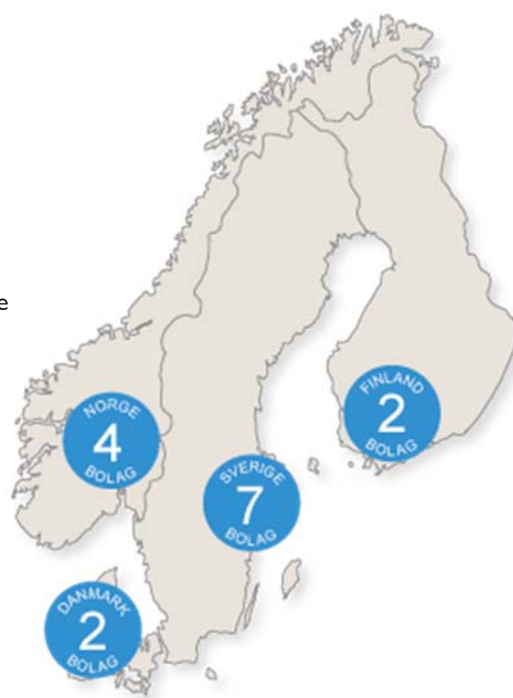 e
NORGE
4
BOLAG
FINLAND
2
BOLAG
SVERIGE
7
BOLAG
DANMARK
2
BOLAG